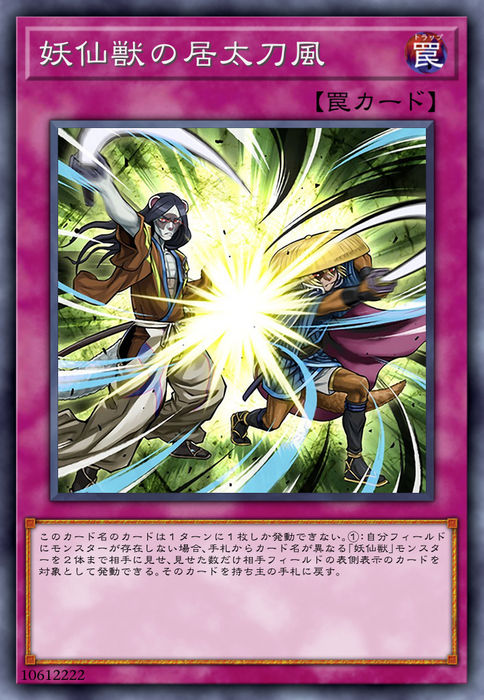 妖仙獣の居太刀風
トラップ
罠
【罠カード】
このカード名のカードは1ターンに1枚しか発動できない。①:自分フィールド
にモンスターが存在しない場合、手札からカード名が異なる「妖仙獣」モンスタ
ーを2体まで相手に見せ、見せた数だけ相手フィールドの表側表示のカードを
対象として発動できる。そのカードを持ち主の手札に戻す。
10612222